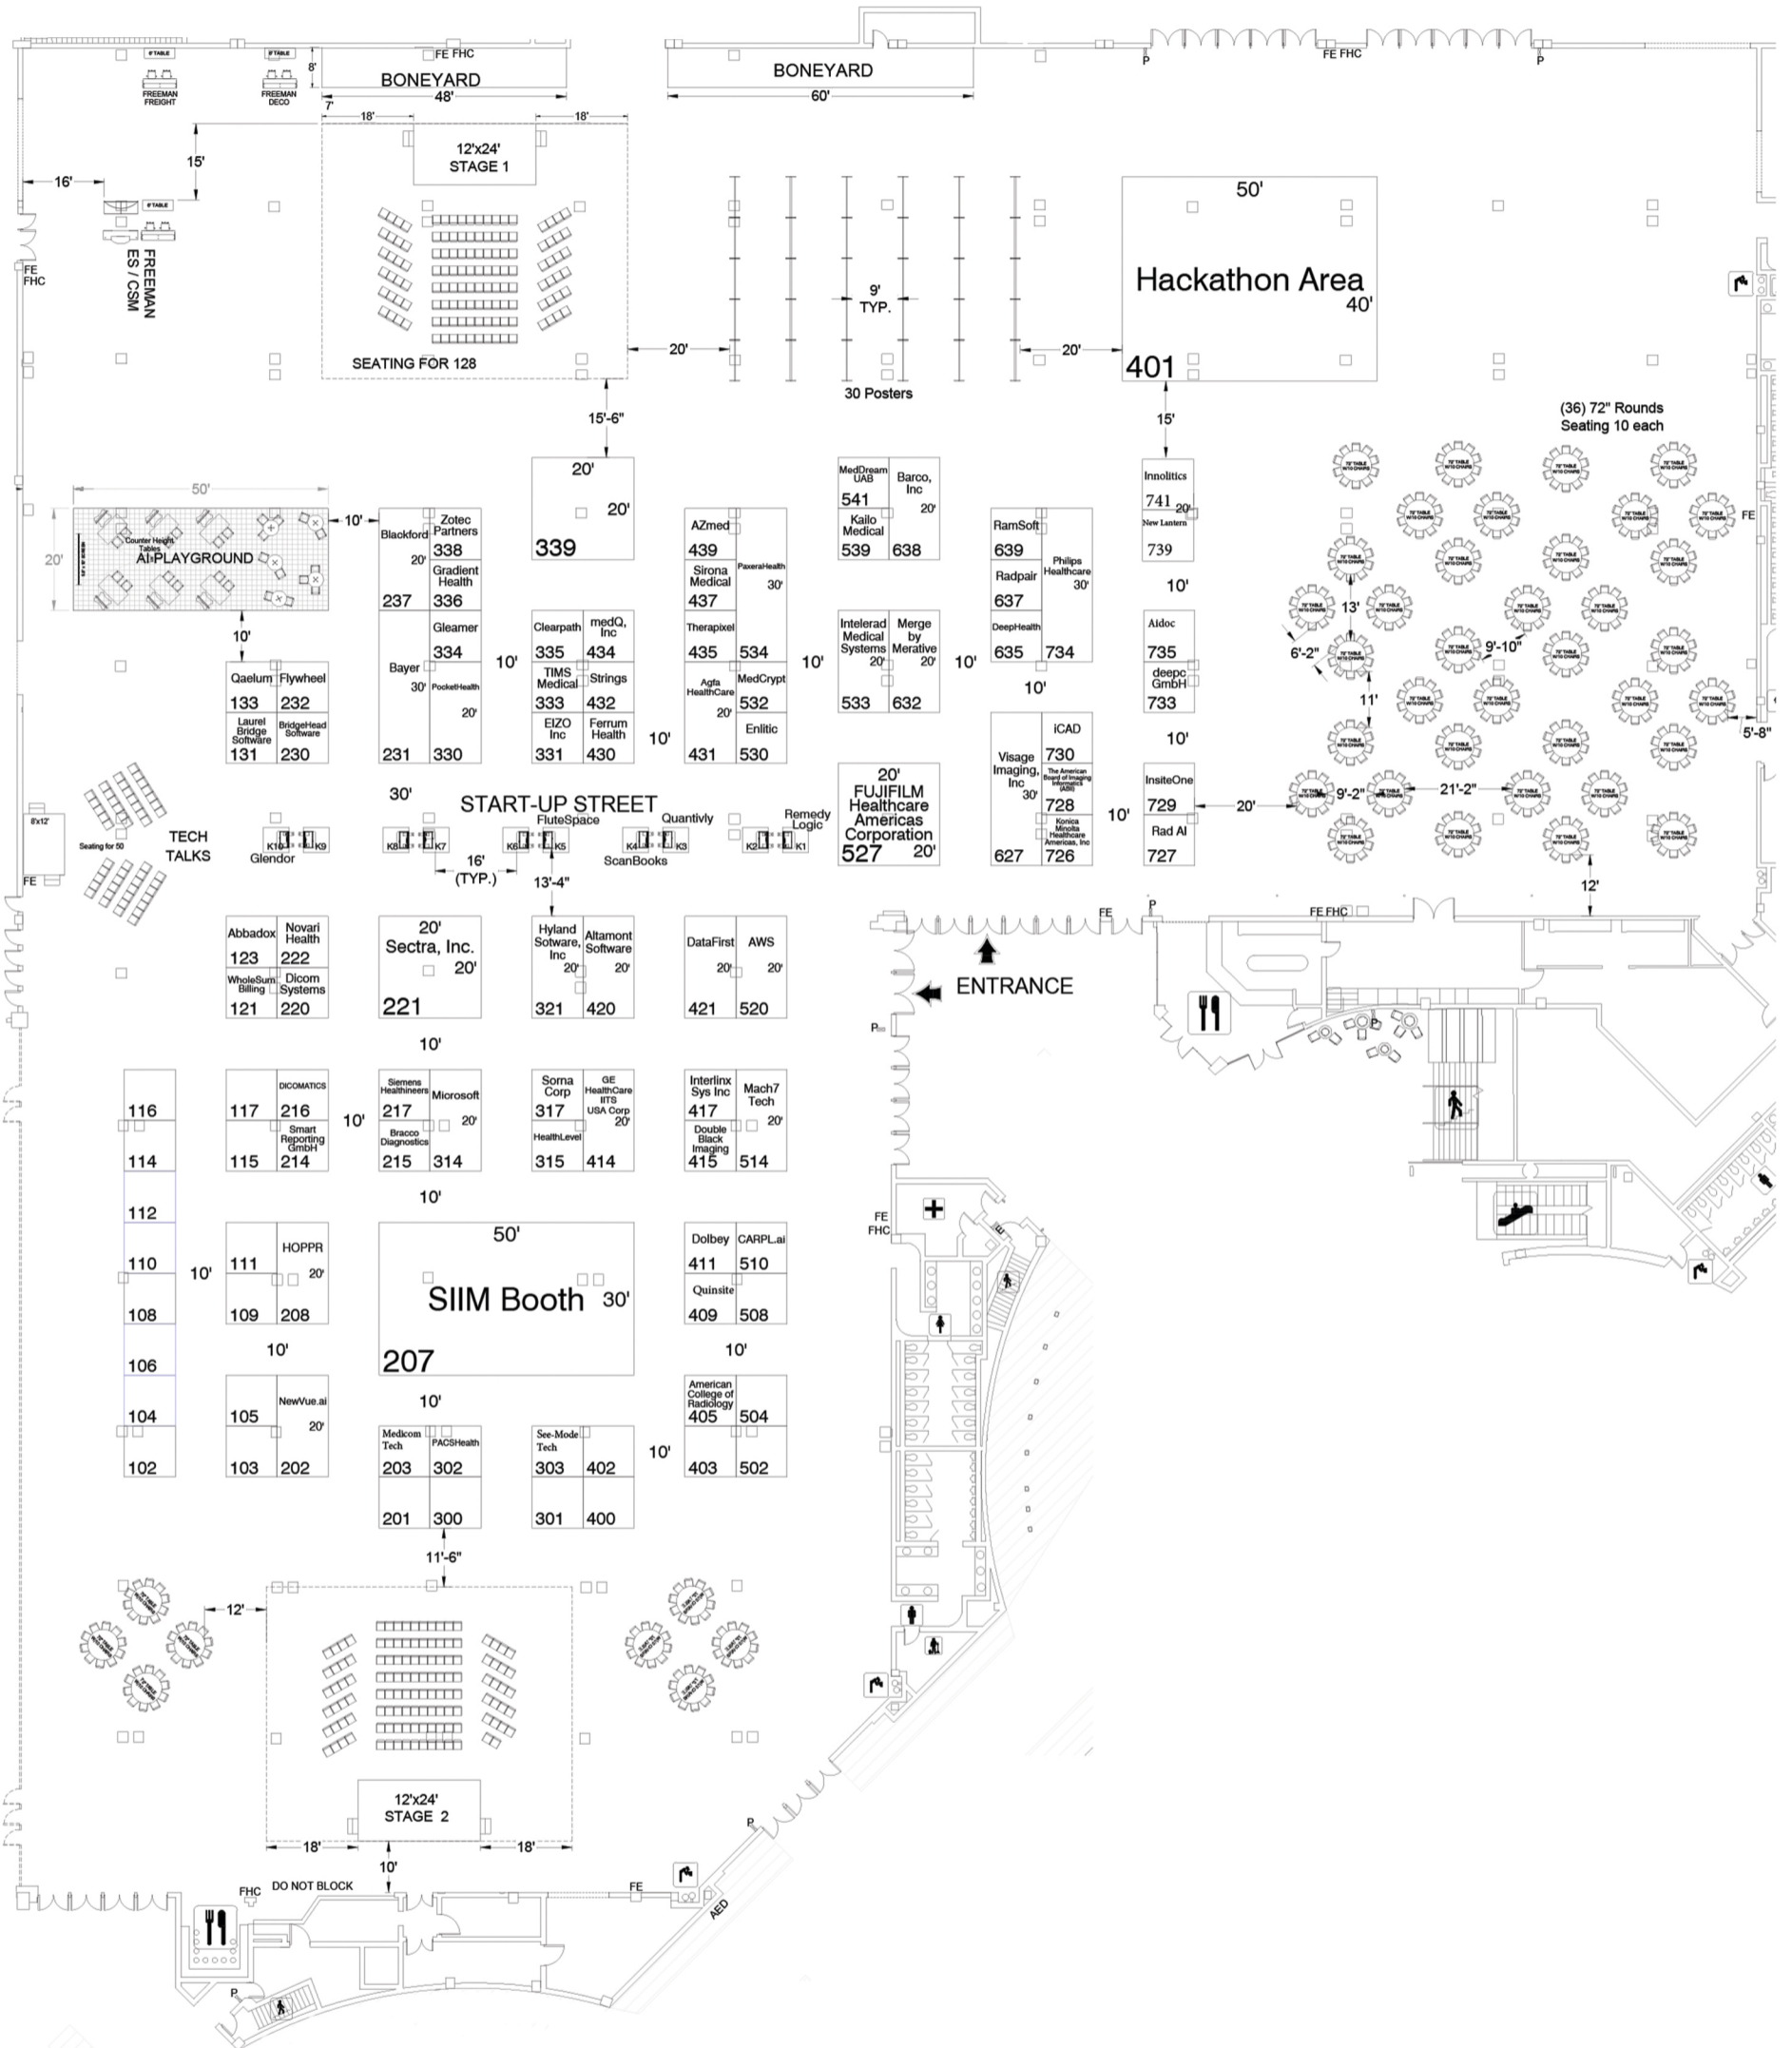 8' TABLE
8' TABLE
FREEMAN
FREIGHT
FREEMAN
DECO
8'
FE FHC
BONEYARD
48'
BONEYARD
60'
P
FE FHC
P
7'
18'
18'
12'x24'
STAGE 1
15'
16'
8' TABLE
FREEMAN
ES / CSM
FE
FHC
SEATING FOR 128
20'
9'
TYP.
30 Posters
20'
50'
Hackathon Area
40'
401
15'-6"
15'
(36) 72" Rounds
Seating 10 each
50'
20'
Counter Height
Tables
AI PLAYGROUND
10'
10'
Blackford
20'
237
Zotec
Partners
338
Gradient
Health
336
Gleamer
334
Bayer
30'
231
PocketHealth
20'
330
20'
20'
339
Clearpath
335
medQ,
Inc
434
TIMS
Medical
333
Strings
432
EIZO
Inc
331
Ferrum
Health
430
10'
10'
AZmed
439
Sirona
Medical
437
PaxeraHealth
30'
Therapixel
435
534
Agfa
HealthCare
20'
431
MedCrypt
532
Enlitic
530
10'
MedDream
UAB
541
Barco,
Inc
20'
Kailo
Medical
539
638
Intelerad
Medical
Systems
20'
533
Merge
by
Merative
20'
632
10'
RamSoft
639
Radpair
637
Philips
Healthcare
30'
DeepHealth
635
734
10'
Innolitics
741
20'
New Lantern
739
10'
Aidoc
735
deepc
GmbH
733
10'
FE
13'
6'-2"
9'-10"
11'
5'-8"
9'-2"
21'-2"
12'
Qaelum
133
Flywheel
232
Laurel
Bridge
Software
131
BridgeHead
Software
230
20'
FUJIFILM
Healthcare
Americas
Corporation
527
20'
Visage
Imaging,
Inc
30'
627
iCAD
730
The American
Board of Imaging
Informatics
(ABII)
728
Konica
Minolta
Healthcare
Americas, Inc
726
10'
InsiteOne
729
Rad AI
727
20'
30'
START-UP STREET
8'x12'
Seating for 50
TECH
TALKS
FE
K10
K9
Glendor
K8
K7
FluteSpace
K6
K5
Quantivly
K4
K3
ScanBooks
Remedy
Logic
K2
K1
16'
(TYP.)
13'-4"
Abbadox
123
Novari
Health
222
WholeSum
Billing
121
Dicom
Systems
220
20'
Sectra, Inc.
20'
221
Hyland
Sotware,
Inc
20'
321
Altamont
Software
20'
420
DataFirst
20'
421
AWS
20'
520
FE
P
FE FHC
ENTRANCE
P
P
10'
116
114
112
110
108
106
104
102
117
DICOMATICS
216
115
Smart
Reporting
GmbH
214
10'
Siemens
Healthineers
217
Microsoft
20'
Bracco
Diagnostics
215
314
Soma
Corp
317
GE
HealthCare
IITS
USA Corp
20'
HealthLevel
315
414
Interlinx
Sys Inc
417
Mach7
Tech
20'
Double
Black
Imaging
415
514
10'
10'
111
HOPPR
20'
109
208
10'
50'
SIIM Booth
30'
207
Dolbey
411
CARPL.ai
510
Quinsite
409
508
10'
FE
FHC
105
NewVue.ai
20'
103
202
10'
American
College of
Radiology
405
504
403
502
10'
Medicom
Tech
203
PACSHealth
302
201
300
See-Mode
Tech
303
402
301
400
11'-6"
12'
12'x24'
STAGE 2
18'
18'
10'
P
DO NOT BLOCK
FHC
FE
AED
P